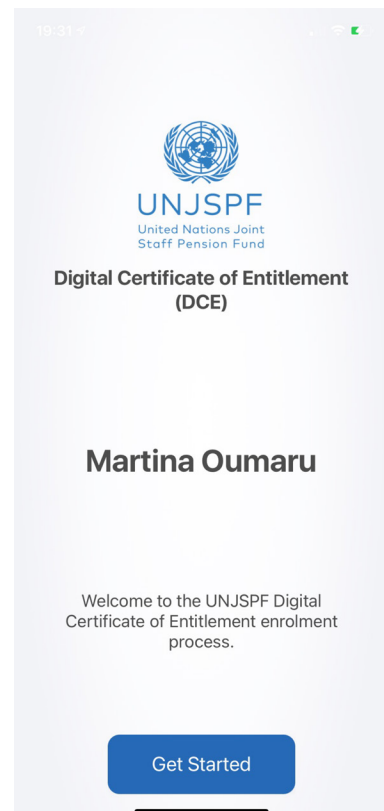 19:31
UNJSPF
United Nations Joint
Staff Pension Fund
Digital Certificate of Entitlement
(DCE)
Martina Oumaru
Welcome to the UNJSPF Digital
Certificate of Entitlement enrolment
process.
Get Started